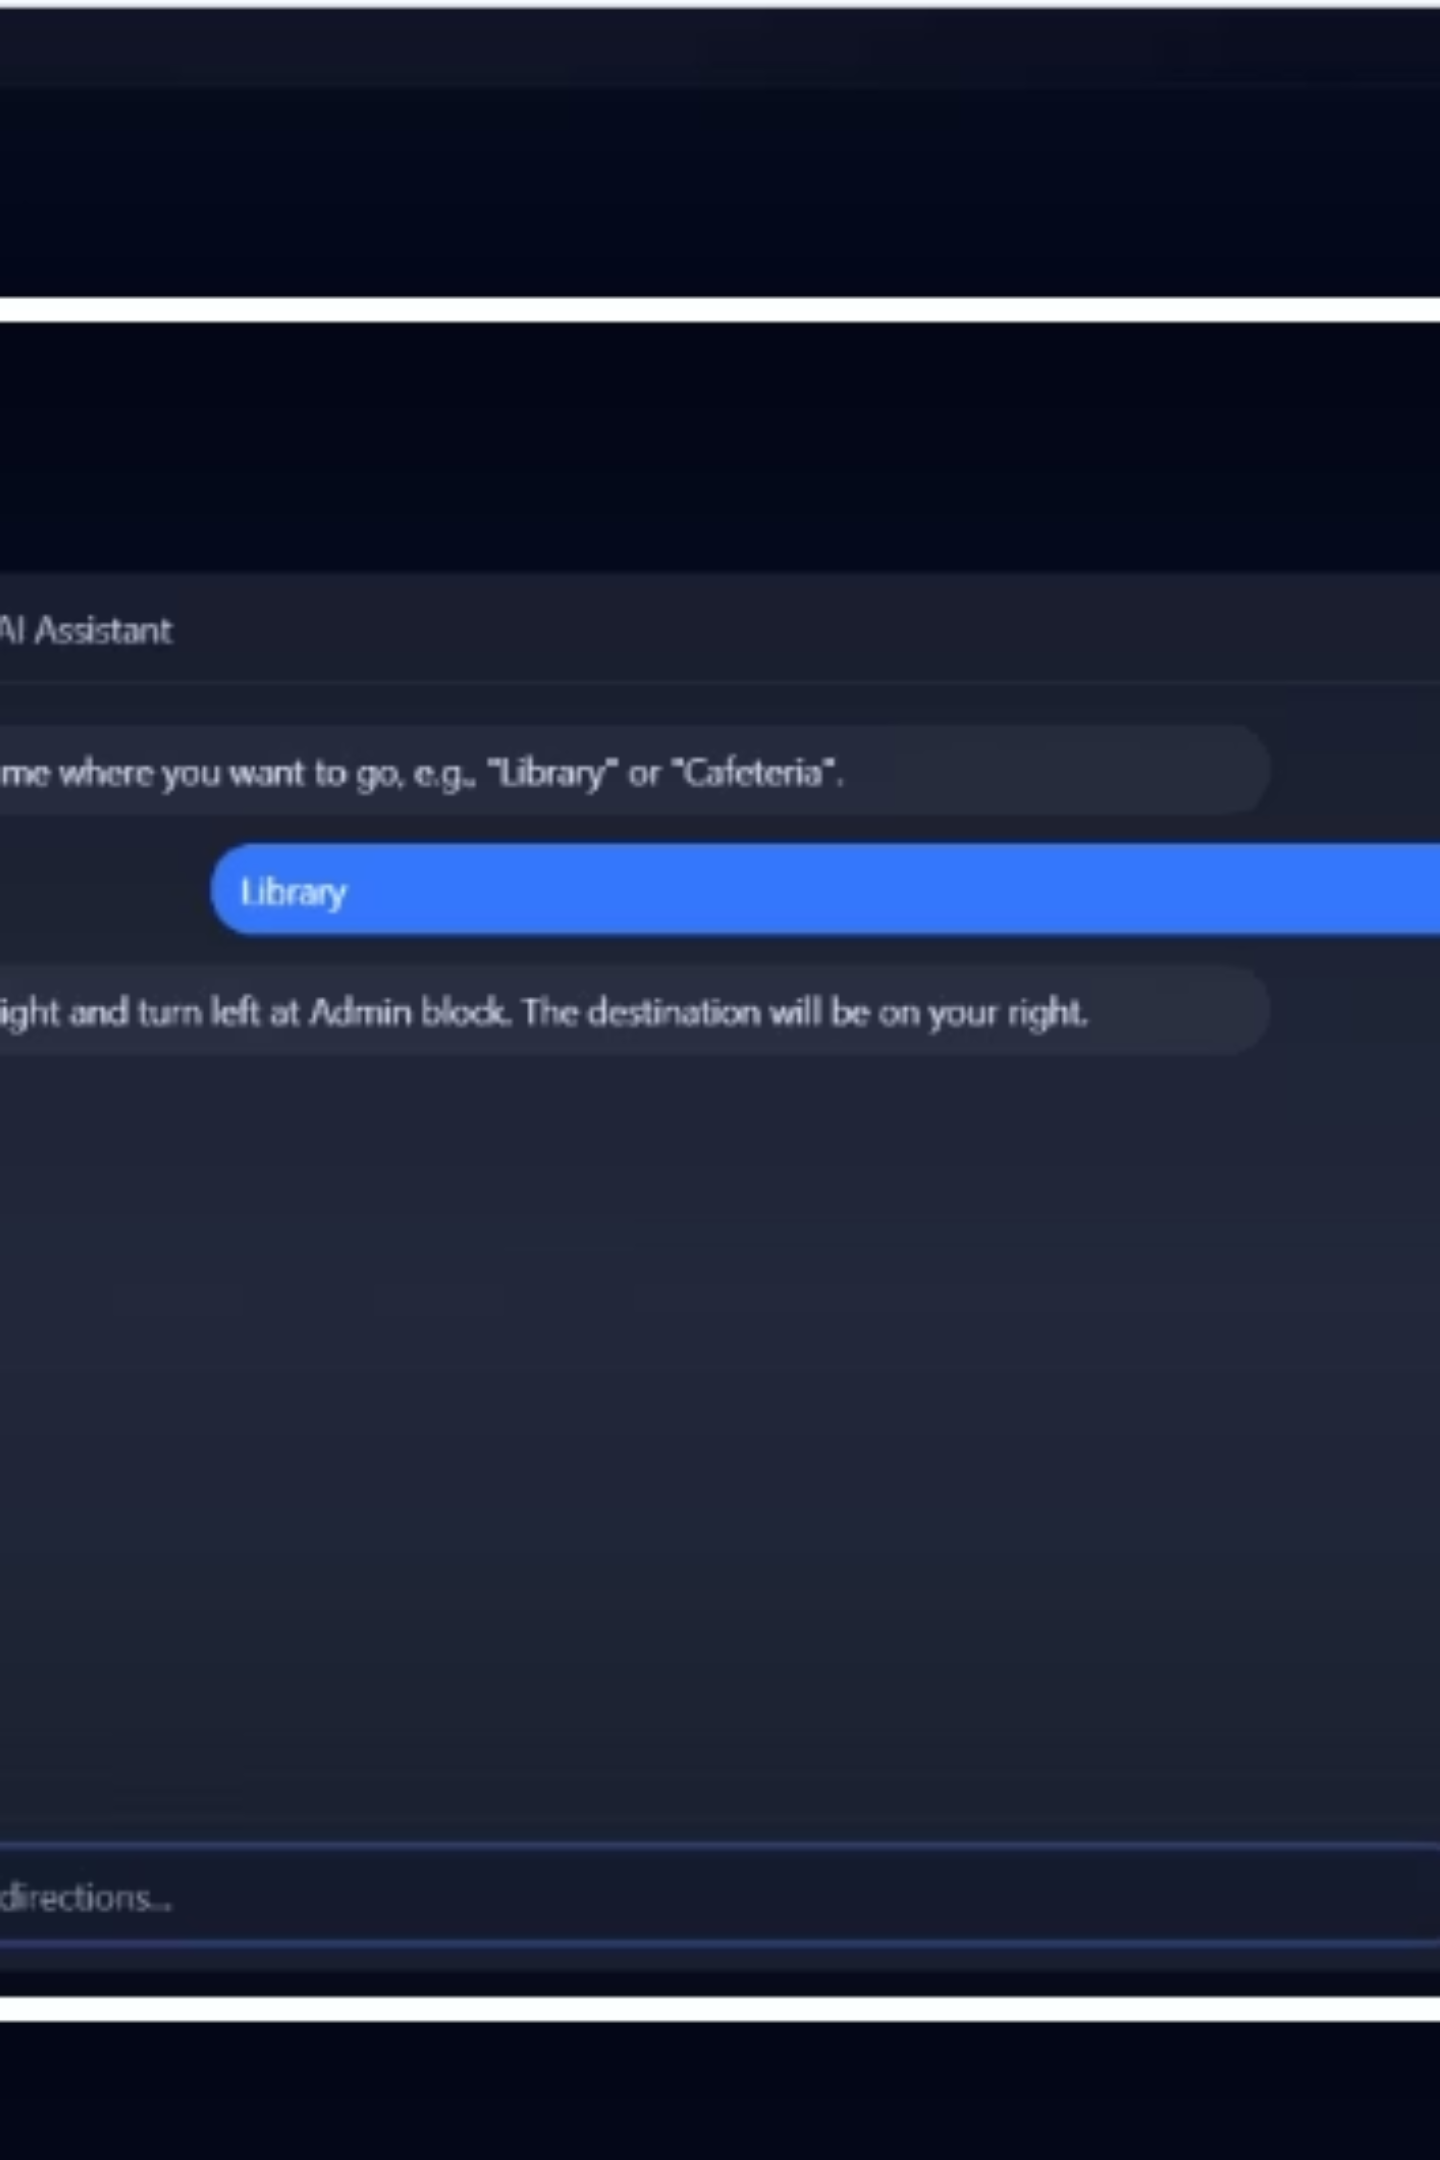 AI Assistant
me where you want to go, e.g., "Library" or "Cafeteria".
Library
and turn left at Admin block. The destination will be on your right.
directions...